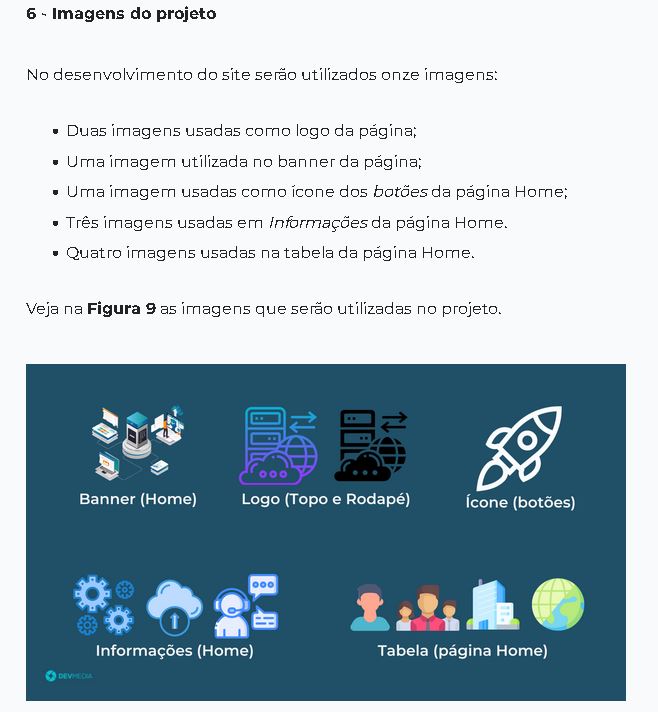 6 - Imagens do projeto
No desenvolvimento do site serão utilizados onze imagens:
• Duas imagens usadas como logo da página;
• Uma imagem utilizada no banner da página;
• Uma imagem usadas como ícone dos botões da página Home;
• Três imagens usadas em Informações da página Home.
• Quatro imagens usadas na tabela da página Home.
Veja na Figura 9 as imagens que serão utilizadas no projeto.
Banner (Home)
Logo (Topo e Rodapé)
Ícone (botões)
Informações (Home)
Tabela (página Home)
DEVMEDIA